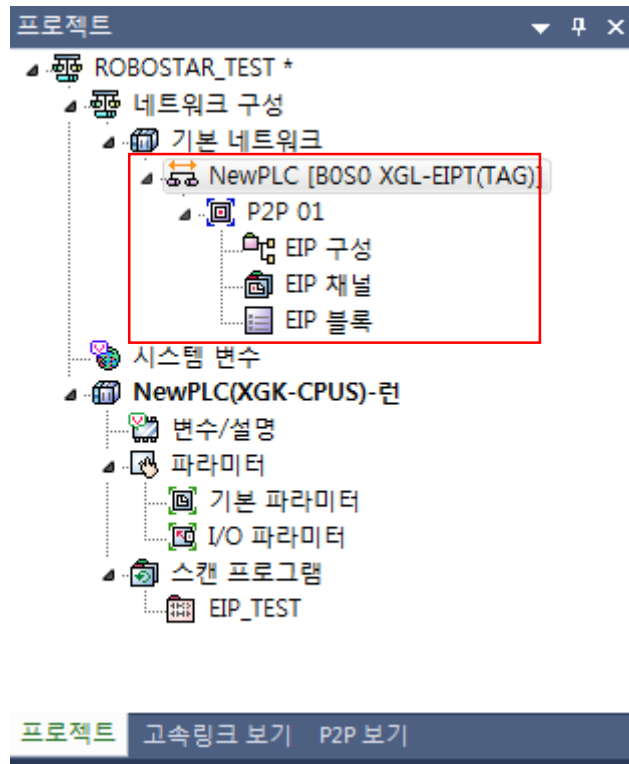 프로젝트
ROBOSTAR_TEST *
네트워크 구성
기본 네트워크
NewPLC [B0S0 XGL-EIPT(TAG)]
P2P 01
EIP 구성
EIP 채널
EIP 블록
시스템 변수
NewPLC(XGK-CPUS)-런
변수/설명
파라미터
기본 파라미터
I/O 파라미터
스캔 프로그램
EIP_TEST
프로젝트 고속링크 보기 P2P 보기